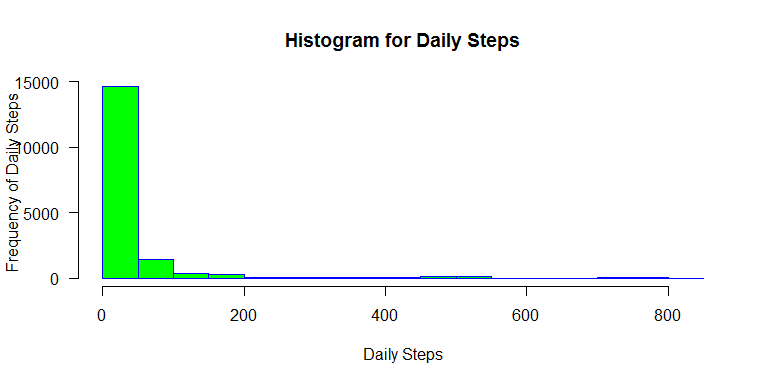 Histogram for Daily Steps
Frequency of Daily Steps
15000
10000
5000
0
0 200 400 600 800
Daily Steps